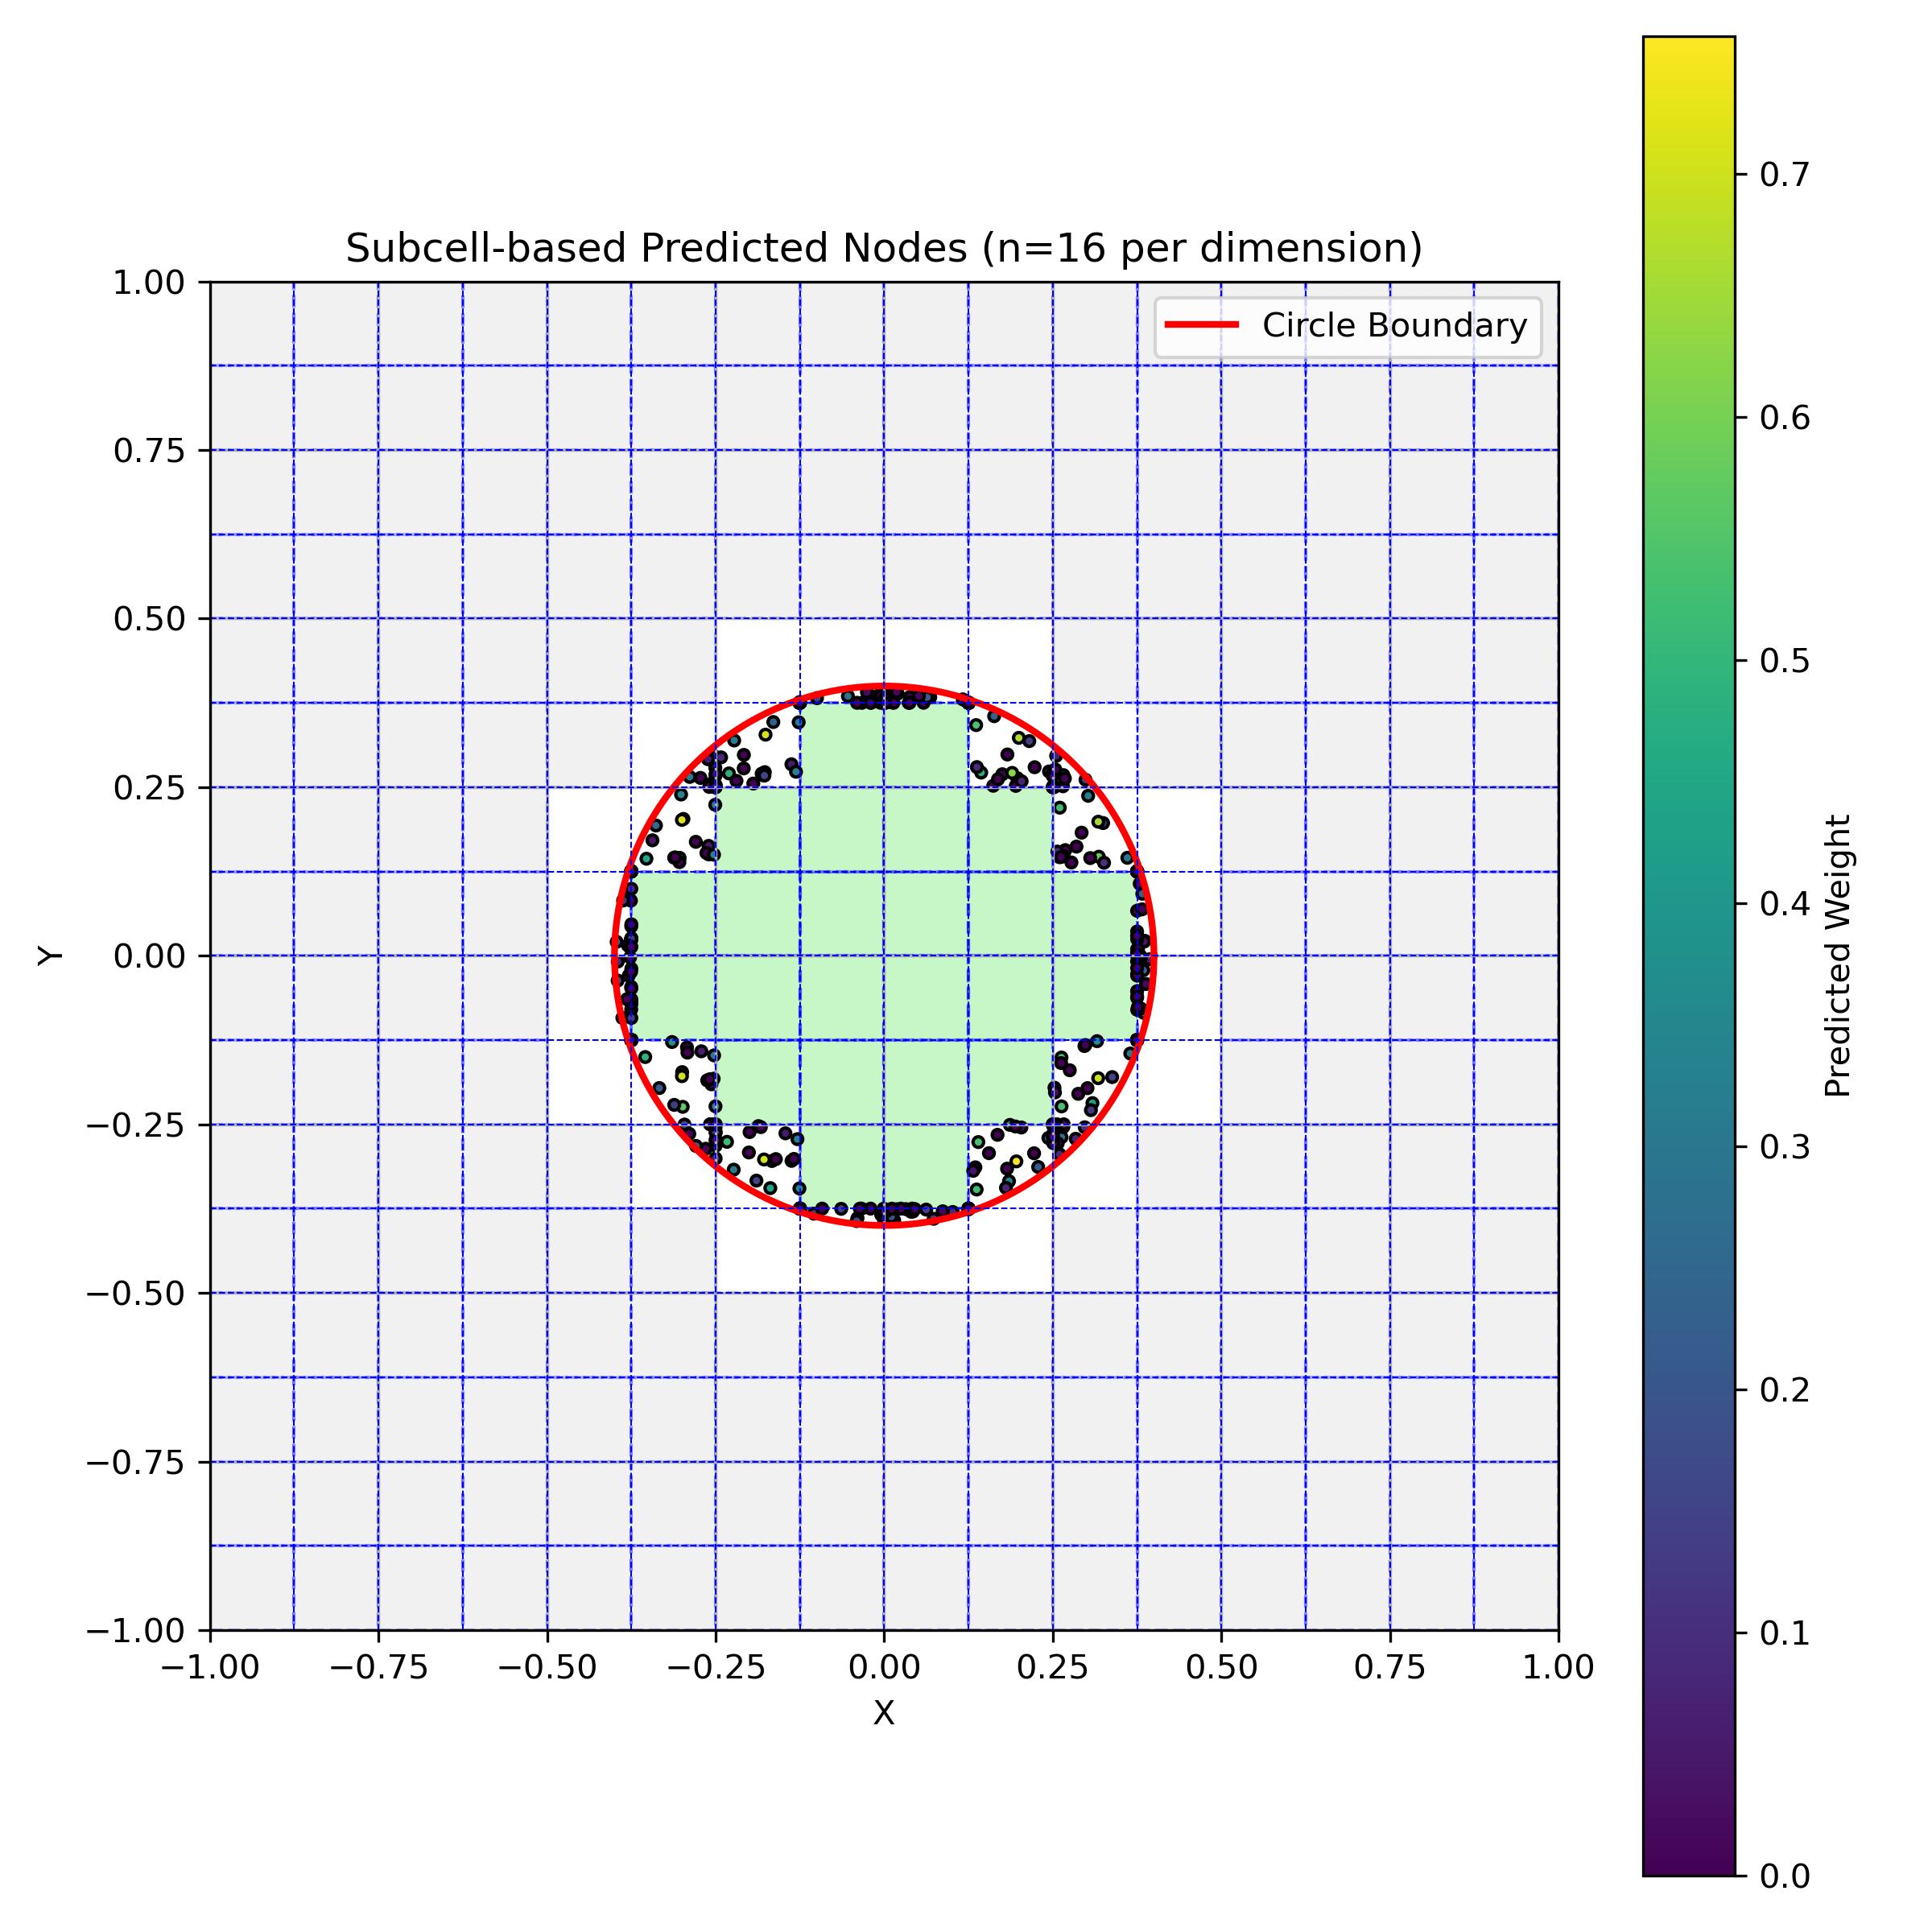 Subcell-based Predicted Nodes (n=16 per dimension)
Circle Boundary
1.00
0.75
0.50
0.25
0.00
−0.25
−0.50
−0.75
−1.00
Y
−1.00 −0.75 −0.50 −0.25 0.00 0.25 0.50 0.75 1.00
X
0.7
0.6
0.5
0.4
0.3
0.2
0.1
0.0
Predicted Weight